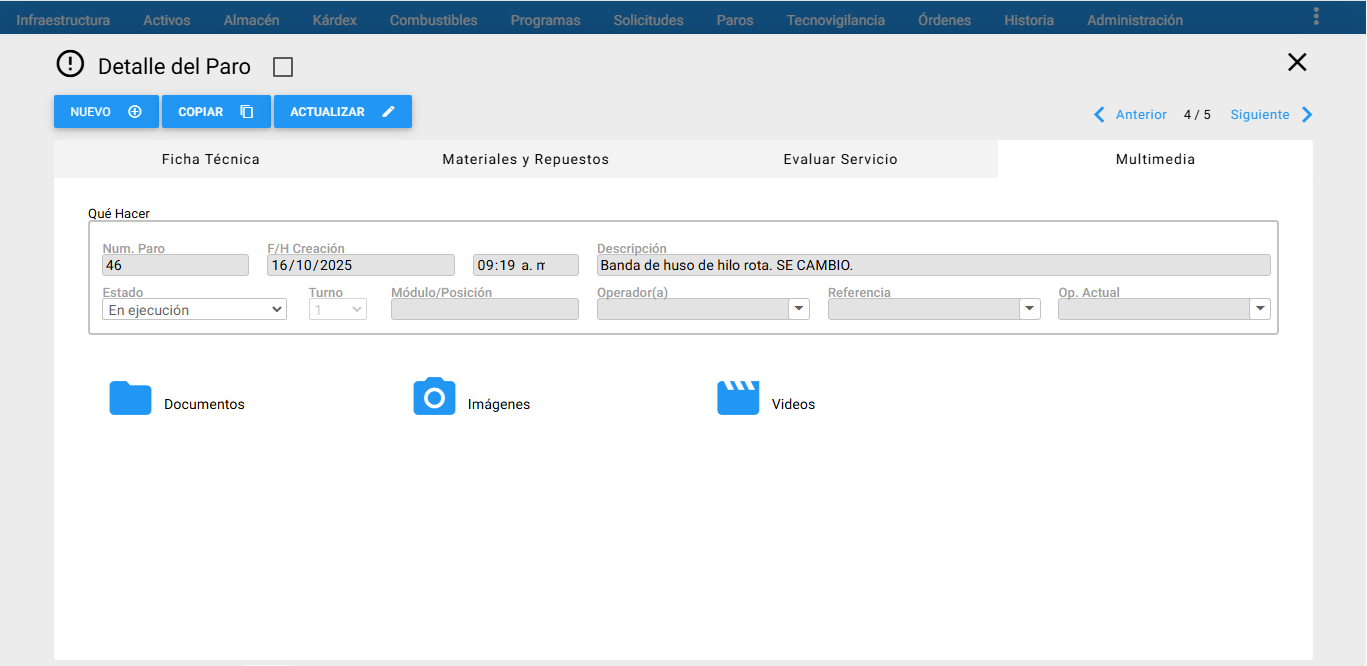 Infraestructura Activos Almacén Kárdex Combustibles Programas Solicitudes Paros Tecnovigilancia Órdenes Historia Administración
Detalle del Paro
NUEVO COPIAR ACTUALIZAR
Anterior 4 / 5 Siguiente
Ficha Técnica Materiales y Repuestos Evaluar Servicio Multimedia
Qué Hacer
Num. Paro F/H Creación Descripción
46 16/10/2025 09:19 a. m Banda de huso de hilo rota. SE CAMBIO.
Estado Turno Módulo/Posición Operador(a) Referencia Op. Actual
En ejecución 1
Documentos Imágenes Videos